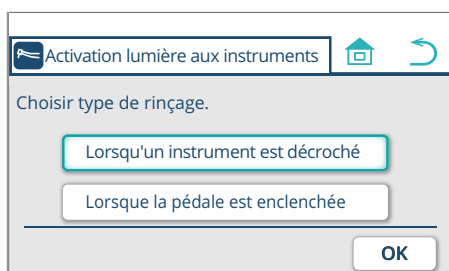 Activation lumière aux instruments
Choisir type de rinçage.
Lorsqu'un instrument est décroché
Lorsque la pédale est enclenchée
OK